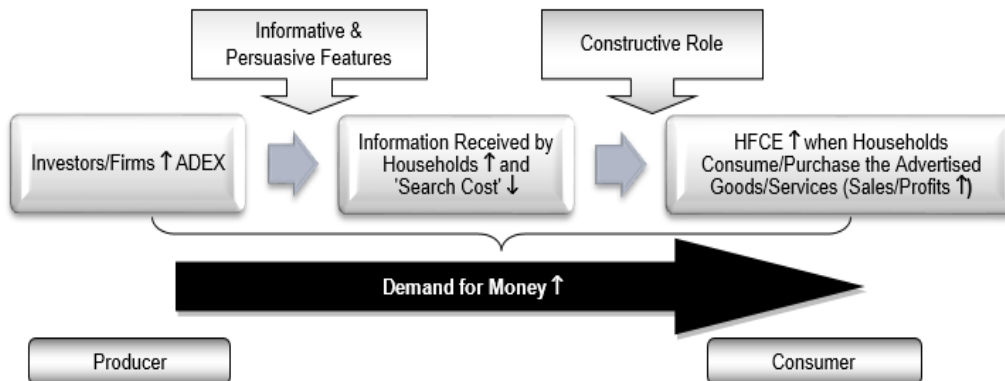 Informative &
Persuasive Features
Constructive Role
Investors/Firms ↑ ADEX
Information Received by
Households ↑ and
'Search Cost' ↓
HFCE ↑ when Households
Consume/Purchase the Advertised
Goods/Services (Sales/Profits ↑)
Demand for Money ↑
Producer
Consumer